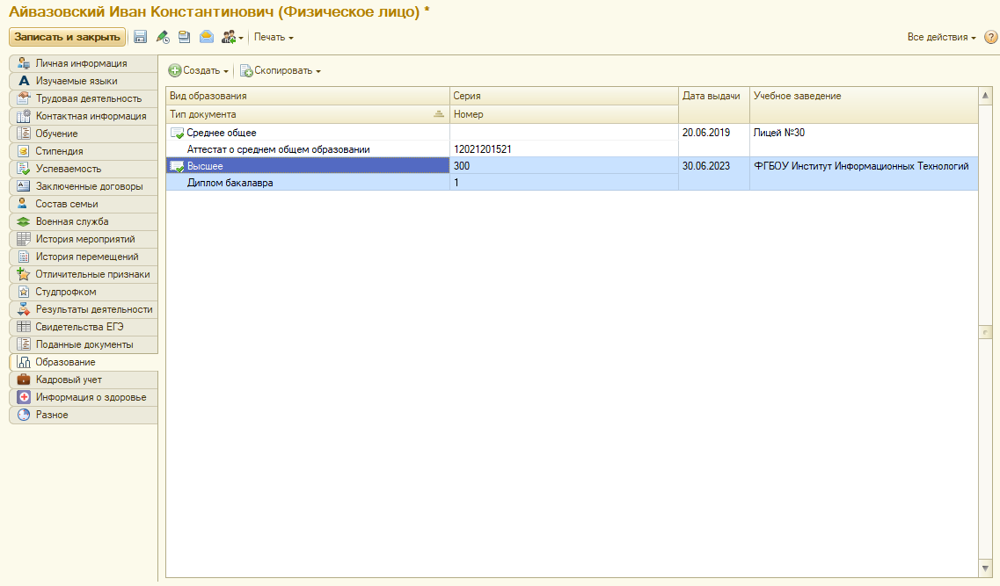 Айвазовский Иван Константинович (Физическое лицо) *
Записать и закрыть Печать Все действия ?
Личная информация
Изучаемые языки
Трудовая деятельность
Контактная информация
Обучение
Стипендия
Успеваемость
Заключенные договоры
Состав семьи
Военная служба
История мероприятий
История перемещений
Отличительные признаки
Студпрофком
Результаты деятельности
Свидетельства ЕГЭ
Поданные документы
Образование
Кадровый учет
Информация о здоровье
Разное
Создать Скопировать
Вид образования Серия Дата выдачи Учебное заведение
Тип документа Номер
Среднее общее 20.06.2019 Лицей №30
Аттестат о среднем общем образовании 12021201521
Высшее 300 30.06.2023 ФГБОУ Институт Информационных Технологий
Диплом бакалавра 1